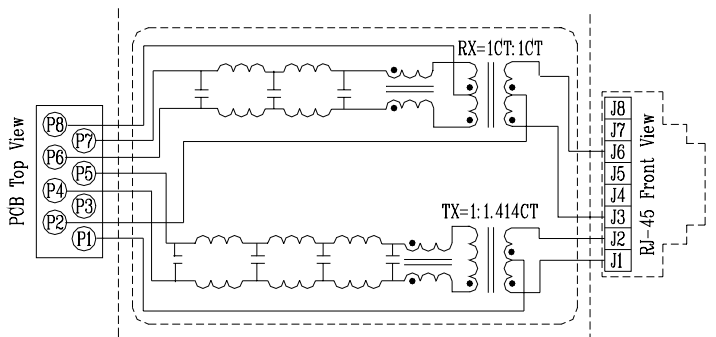 RX=1CT:1CT
PCB Top View
P8
P7
P6
P5
P4
P3
P2
P1
TX=1:1.414CT
J8
J7
J6
J5
J4
J3
J2
J1
RJ-45 Front View